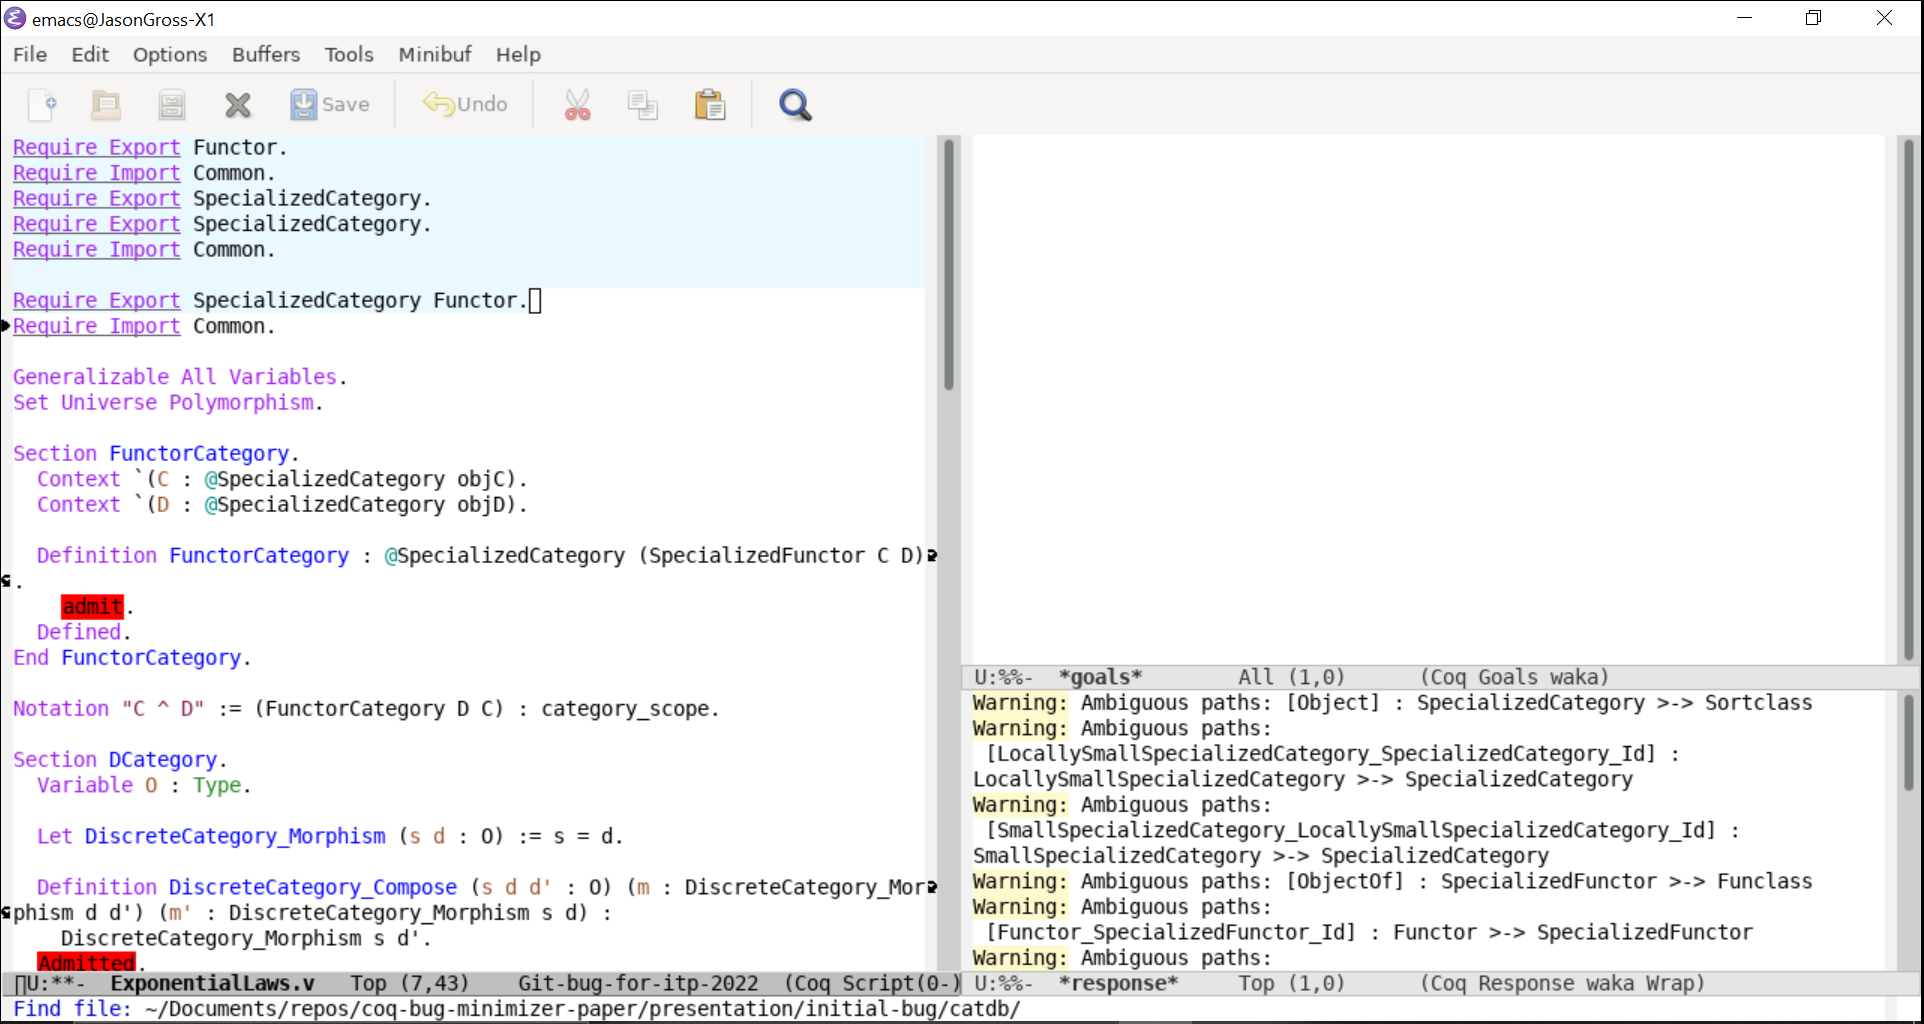 emacs@JasonGross-X1
File Edit Options Buffers Tools Minibuf Help
Save Undo
Require Export Functor.
Require Import Common.
Require Export SpecializedCategory.
Require Export SpecializedCategory.
Require Import Common.
Require Export SpecializedCategory Functor.
Require Import Common.
Generalizable All Variables.
Set Universe Polymorphism.
Section FunctorCategory.
Context `(C : @SpecializedCategory objC).
Context `(D : @SpecializedCategory objD).
Definition FunctorCategory : @SpecializedCategory (SpecializedFunctor C D)
.
admit.
Defined.
End FunctorCategory.
Notation "C ^ D" := (FunctorCategory D C) : category_scope.
Section DCategory.
Variable O : Type.
Let DiscreteCategory_Morphism (s d : O) := s = d.
Definition DiscreteCategory_Compose (s d d' : O) (m : DiscreteCategory_Mor
phism d d') (m' : DiscreteCategory_Morphism s d) :
DiscreteCategory_Morphism s d'.
Admitted.
U:**- ExponentialLaws.v Top (7,43) Git-bug-for-itp-2022 (Coq Script(0-)
U:%%- *goals* All (1,0) (Coq Goals waka)
Warning: Ambiguous paths: [Object] : SpecializedCategory >-> Sortclass
Warning: Ambiguous paths:
[LocallySmallSpecializedCategory_SpecializedCategory_Id] :
LocallySmallSpecializedCategory >-> SpecializedCategory
Warning: Ambiguous paths:
[SmallSpecializedCategory_LocallySmallSpecializedCategory_Id] :
SmallSpecializedCategory >-> SpecializedCategory
Warning: Ambiguous paths: [ObjectOf] : SpecializedFunctor >-> Funclass
Warning: Ambiguous paths:
[Functor_SpecializedFunctor_Id] : Functor >-> SpecializedFunctor
Warning: Ambiguous paths:
U:%%- *response* Top (1,0) (Coq Response waka Wrap)
Find file: ~/Documents/repos/coq-bug-minimizer-paper/presentation/initial-bug/catdb/